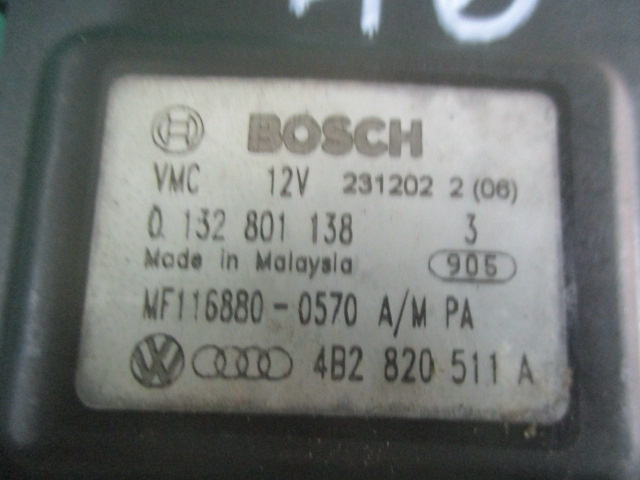 BOSCH
VMC 12V 231202 2 (06)
0 132 801 138 3
Made in Malaysia 905
MF116880-0570 A/M PA
4B2 820 511 A